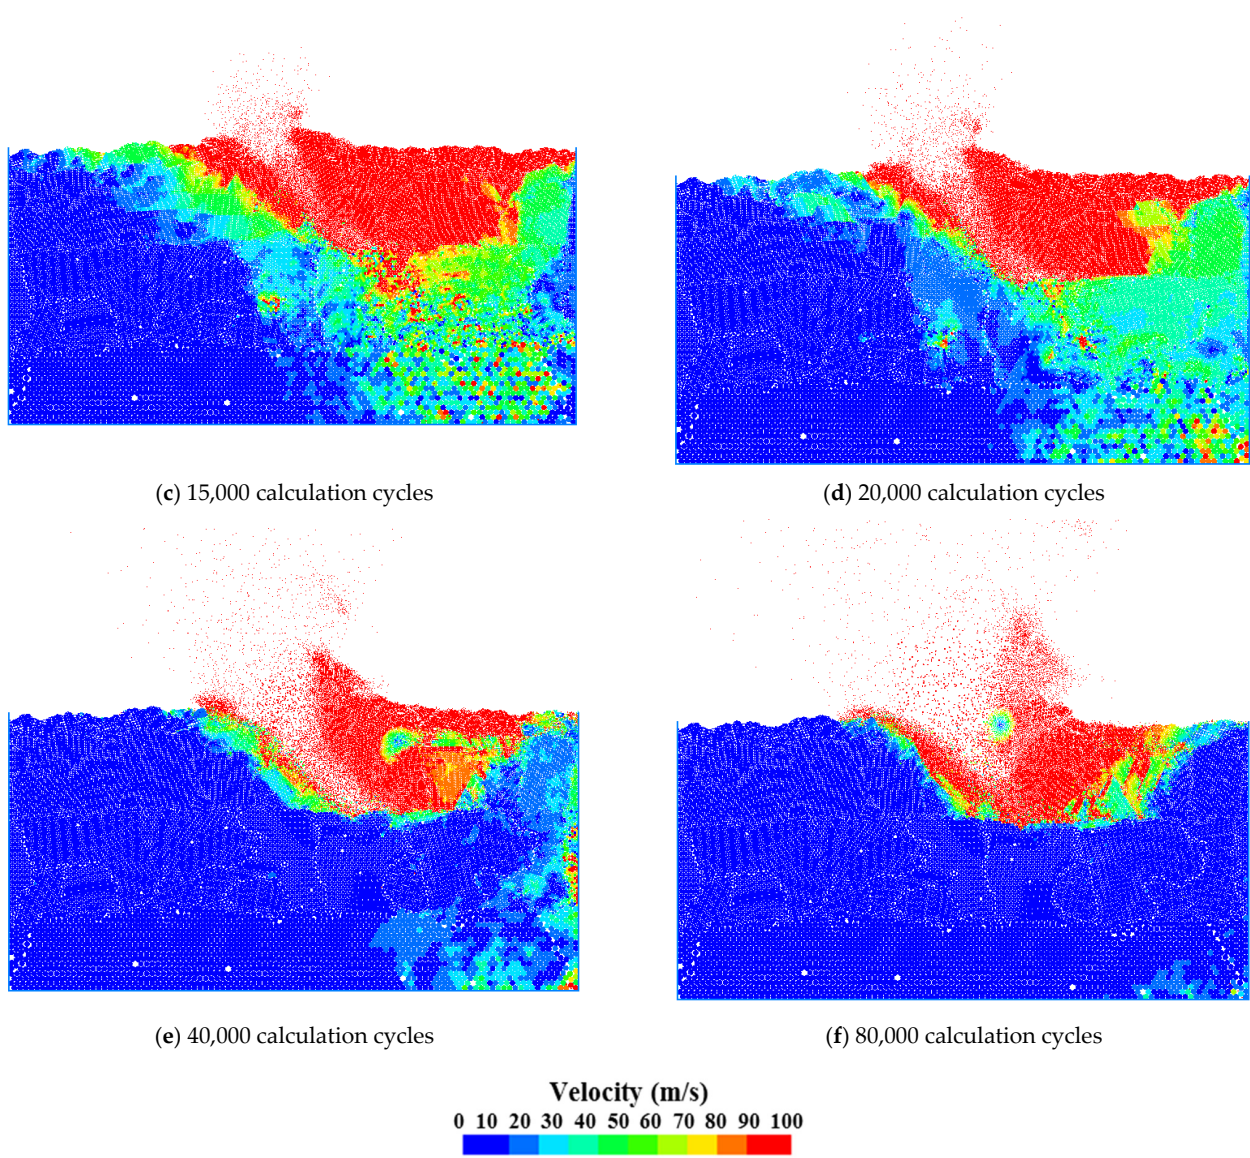 (c) 15,000 calculation cycles
(d) 20,000 calculation cycles
(e) 40,000 calculation cycles
(f) 80,000 calculation cycles
Velocity (m/s)
0 10 20 30 40 50 60 70 80 90 100